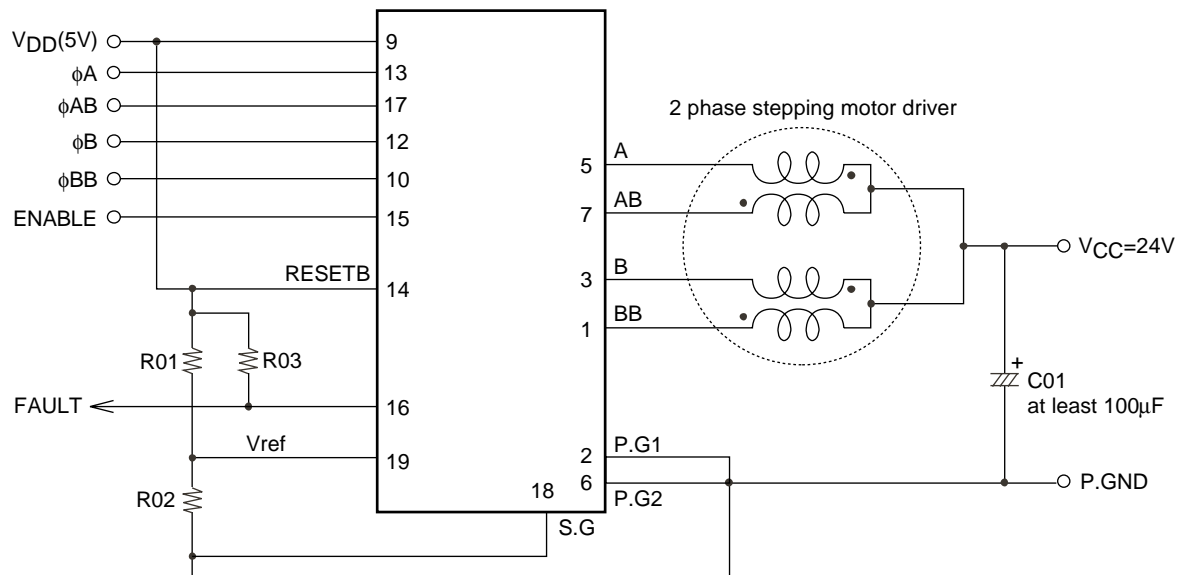 VDD(5V)
9
ϕA
13
ϕAB
17
ϕB
12
ϕBB
10
ENABLE
15
RESETB
14
R01
R03
FAULT
16
Vref
19
R02
18
S.G
2 phase stepping motor driver
5
A
7
AB
3
B
1
BB
VCC=24V
+
C01
at least 100μF
P.G1
2
6
P.G2
P.GND